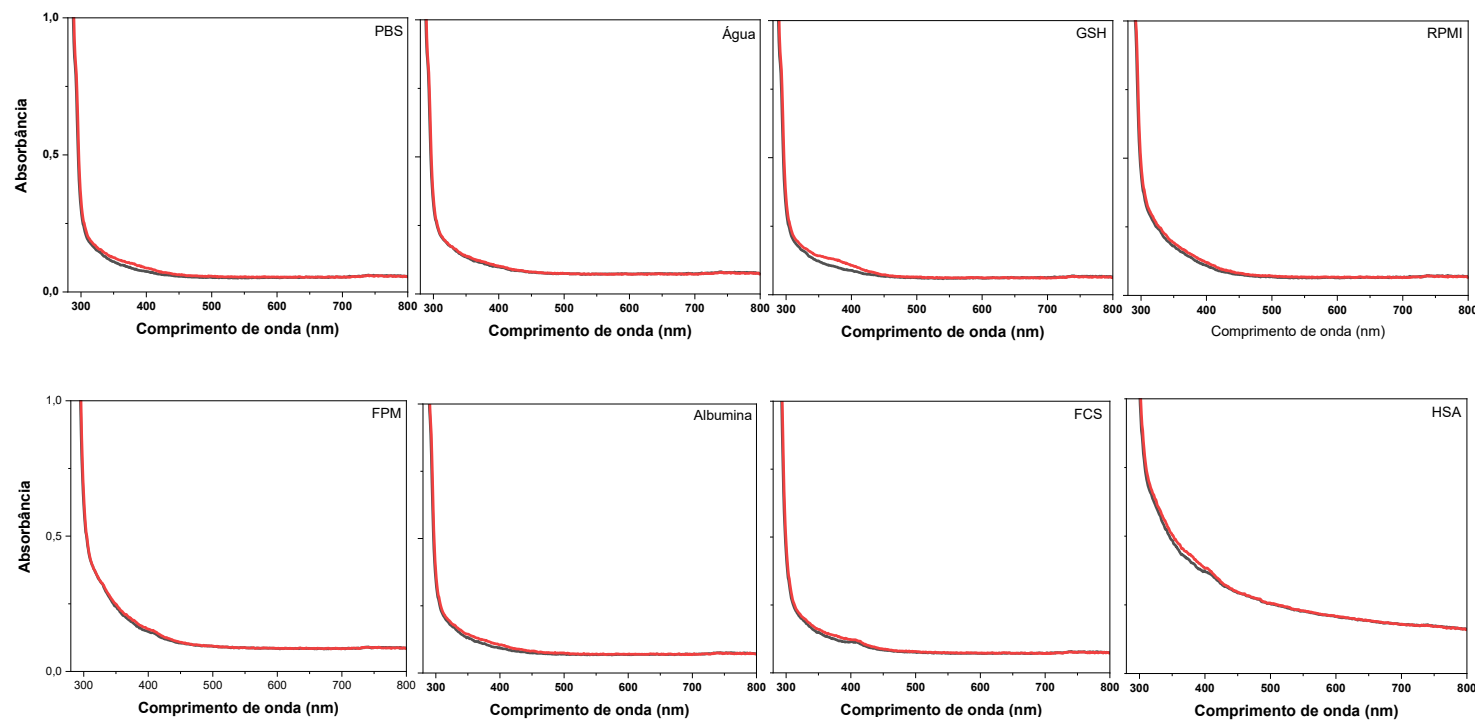 1,0
0,5
0,0
Absorbância
PBS
300 400 500 600 700 800
Comprimento de onda (nm)
Água
300 400 500 600 700 800
Comprimento de onda (nm)
GSH
300 400 500 600 700 800
Comprimento de onda (nm)
RPMI
300 400 500 600 700 800
Comprimento de onda (nm)
1,0
0,5
0,0
Absorbância
FPM
300 400 500 600 700 800
Comprimento de onda (nm)
Albumina
300 400 500 600 700 800
Comprimento de onda (nm)
FCS
300 400 500 600 700 800
Comprimento de onda (nm)
HSA
300 400 500 600 700 800
Comprimento de onda (nm)